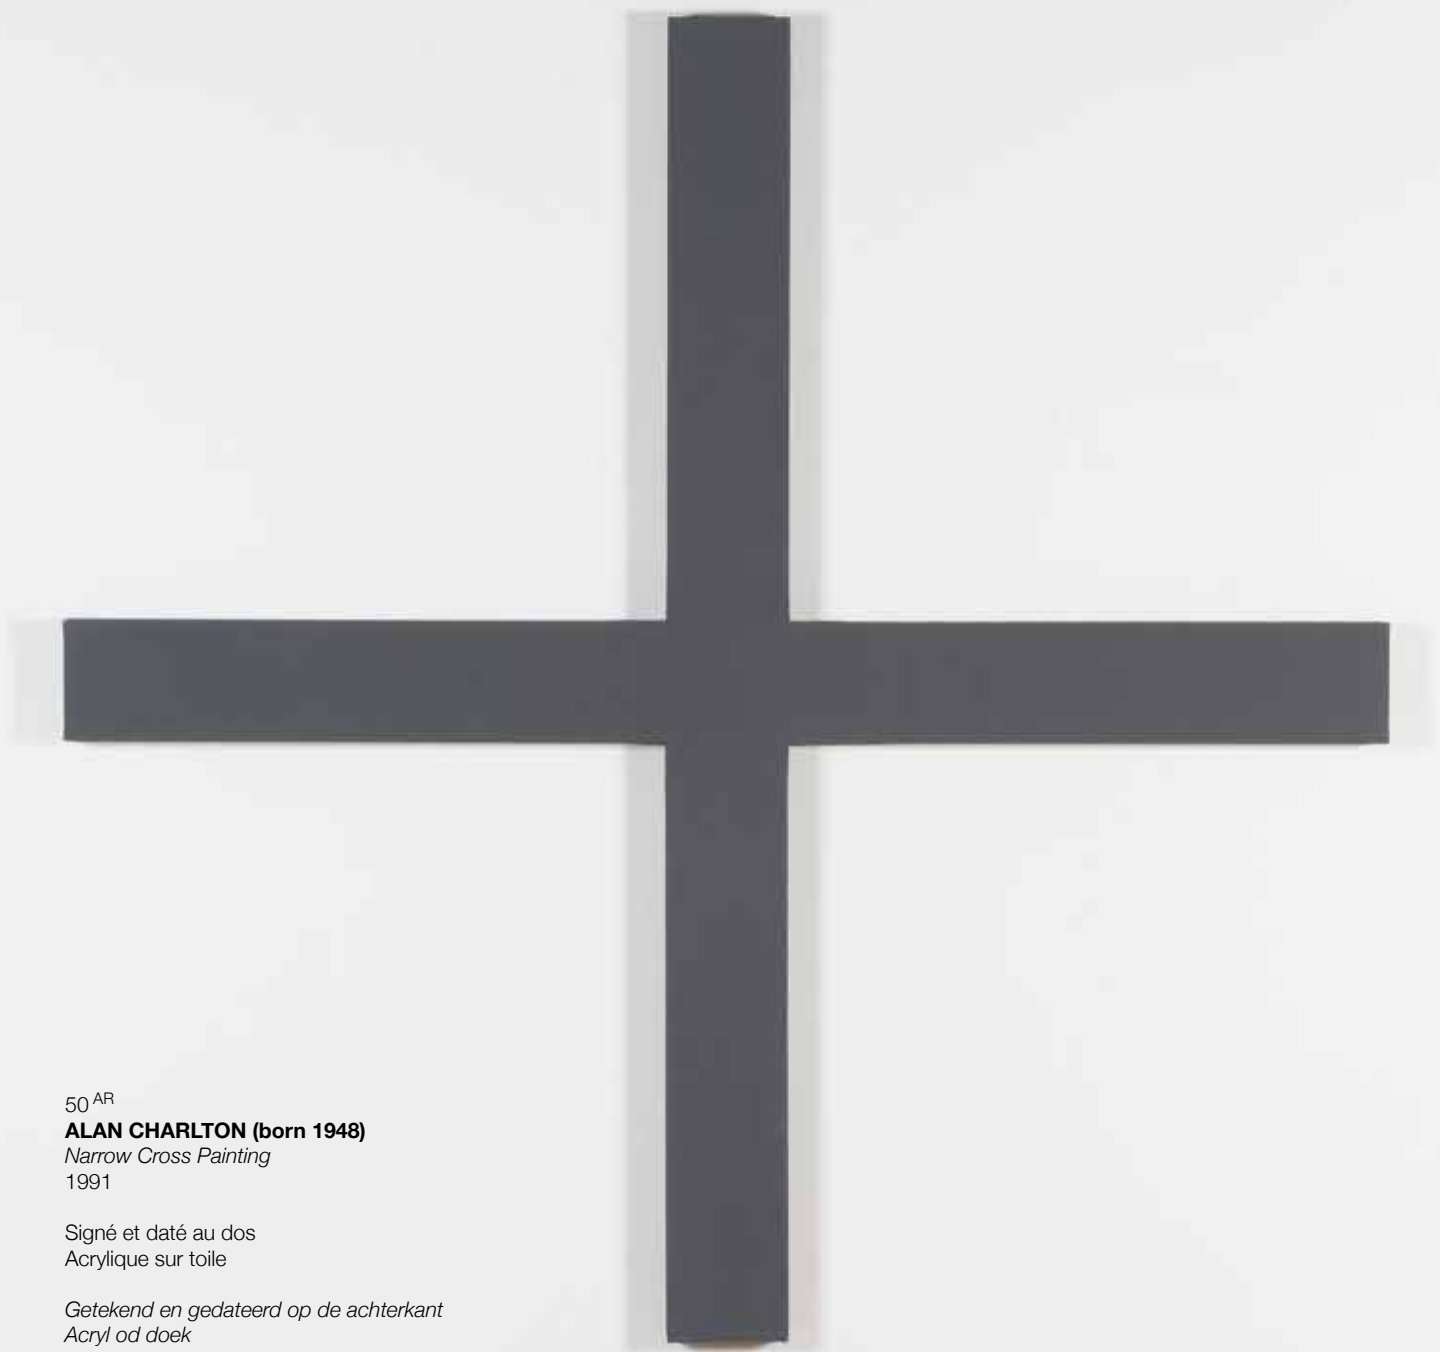 50 AR
ALAN CHARLTON (born 1948)
Narrow Cross Painting
1991
Signé et daté au dos
Acrylique sur toile
Getekend en gedateerd op de achterkant
Acryl od doek